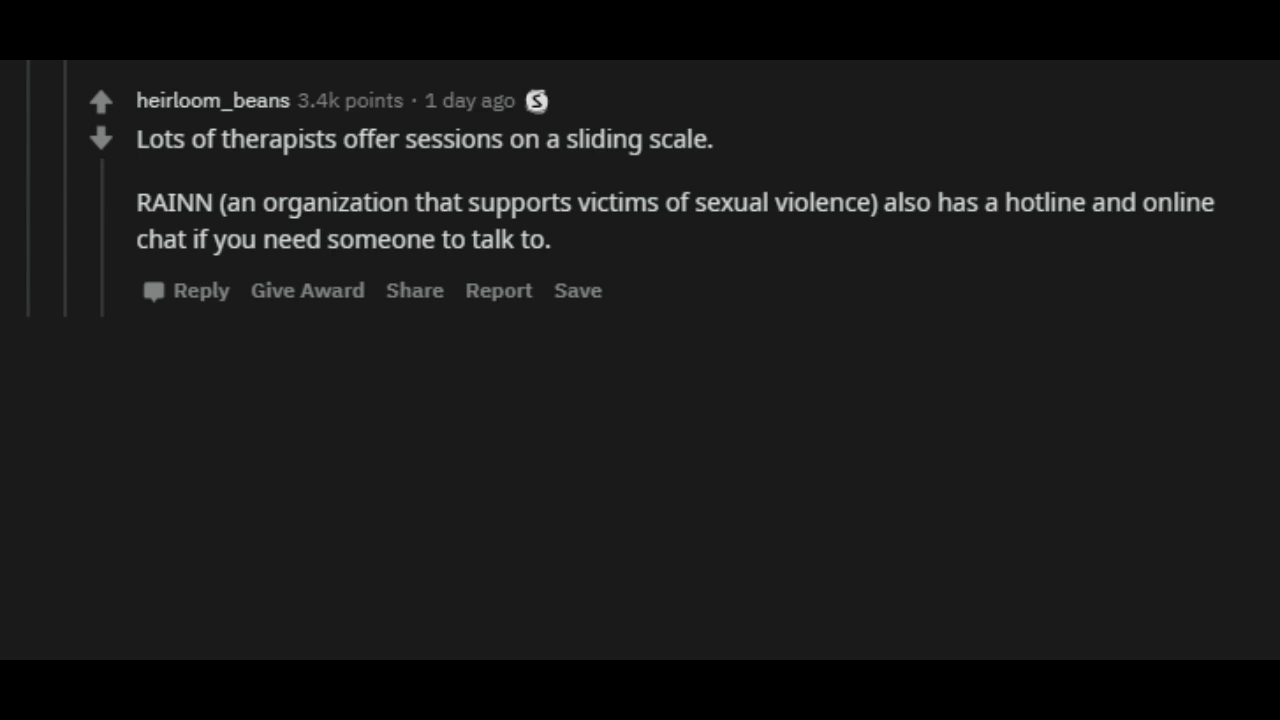 heirloom_beans 3.4k points · 1 day ago
Lots of therapists offer sessions on a sliding scale.
RAINN (an organization that supports victims of sexual violence) also has a hotline and online
chat if you need someone to talk to.
Reply Give Award Share Report Save